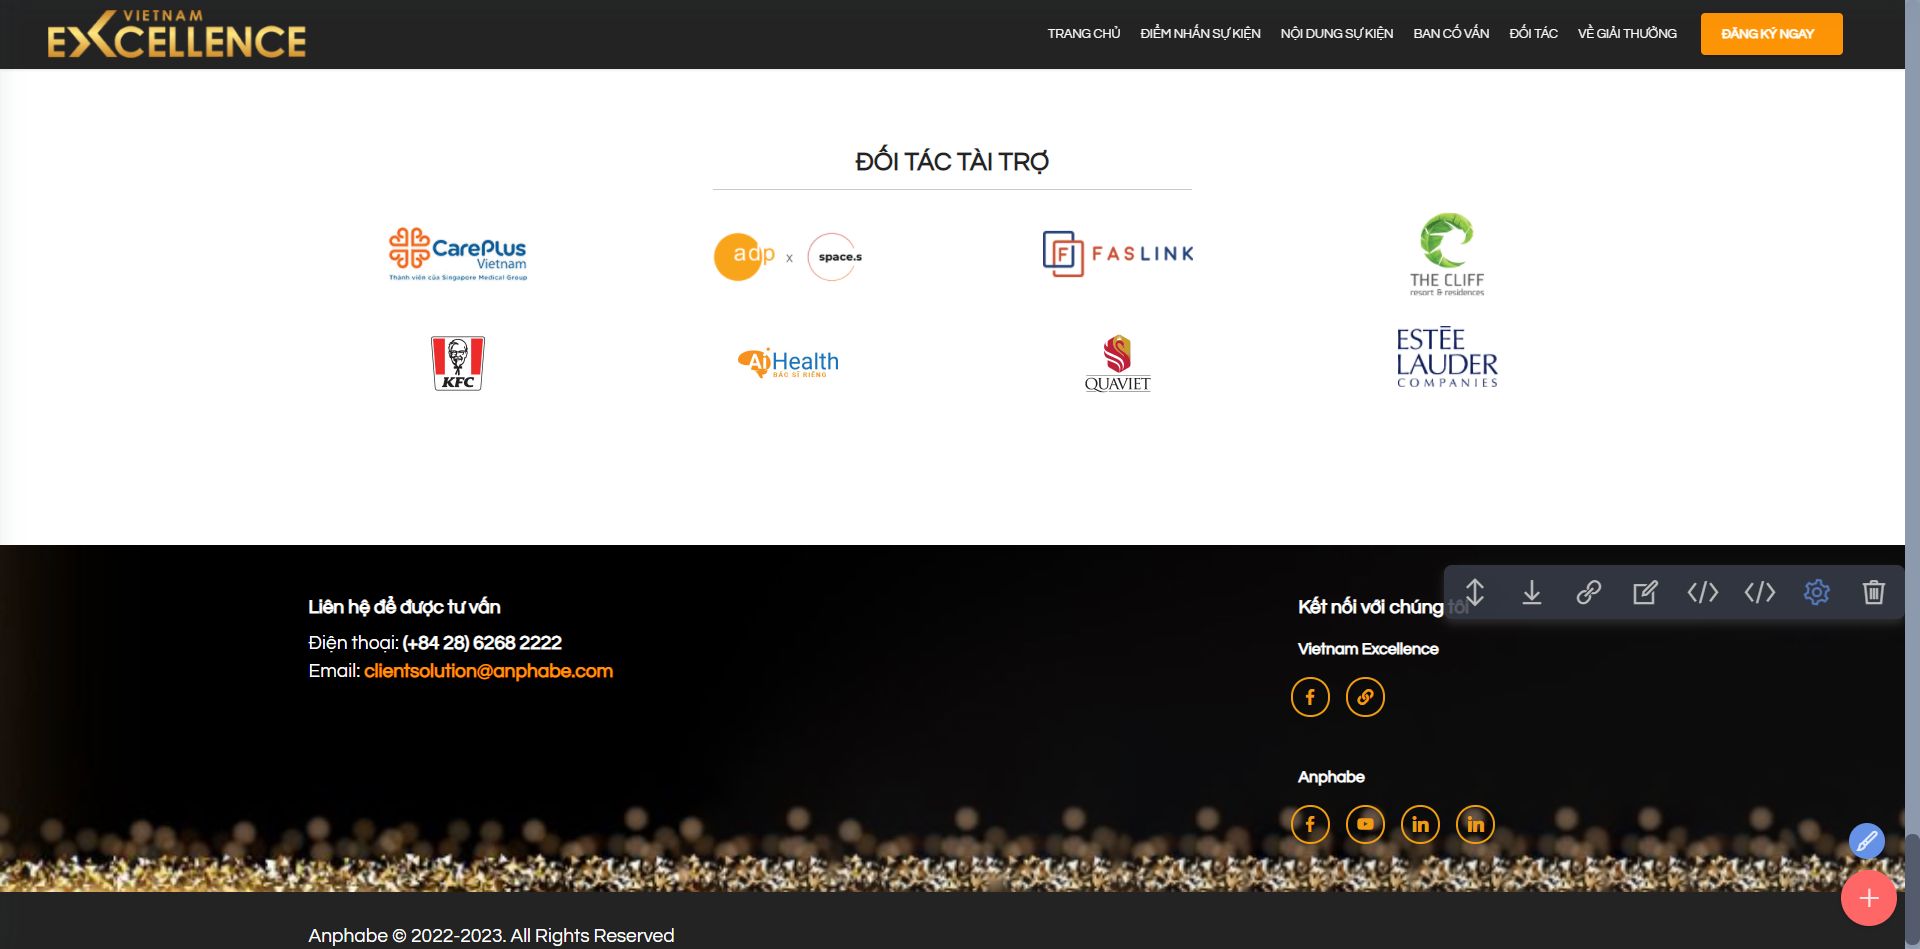 VIETNAM
EXCELLENCE
TRANG CHỦ ĐIỂM NHẤN SỰ KIỆN NỘI DUNG SỰ KIỆN BAN CỐ VẤN ĐỐI TÁC VỀ GIẢI THƯỞNG ĐĂNG KÝ NGAY
ĐỐI TÁC TÀI TRỢ
CarePlus
Vietnam
Thành viên của Singapore Medical Group
adp x space.s
FASLINK
THE CLIFF
resort & residences
KFC
AiHealth
BÁC SĨ RIÊNG
QUAVIET
ESTĒE
LAUDER
COMPANIES
Liên hệ để được tư vấn
Điện thoại: (+84 28) 6268 2222
Email: clientsolution@anphabe.com
Kết nối với chúng tôi
Vietnam Excellence
Anphabe
Anphabe © 2022-2023. All Rights Reserved